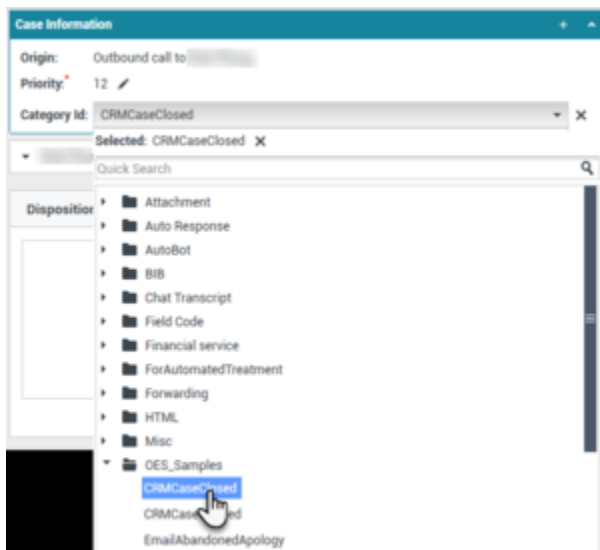 Case Information
Origin: Outbound call to
Priority:* 12
Category Id: CRMCaseClosed
Selected: CRMCaseClosed X
Quick Search
Disposition
Attachment
Auto Response
AutoBot
BIB
Chat Transcript
Field Code
Financial service
ForAutomatedTreatment
Forwarding
HTML
Misc
OES_Samples
CRMCaseClosed
EmailAbandonedApology